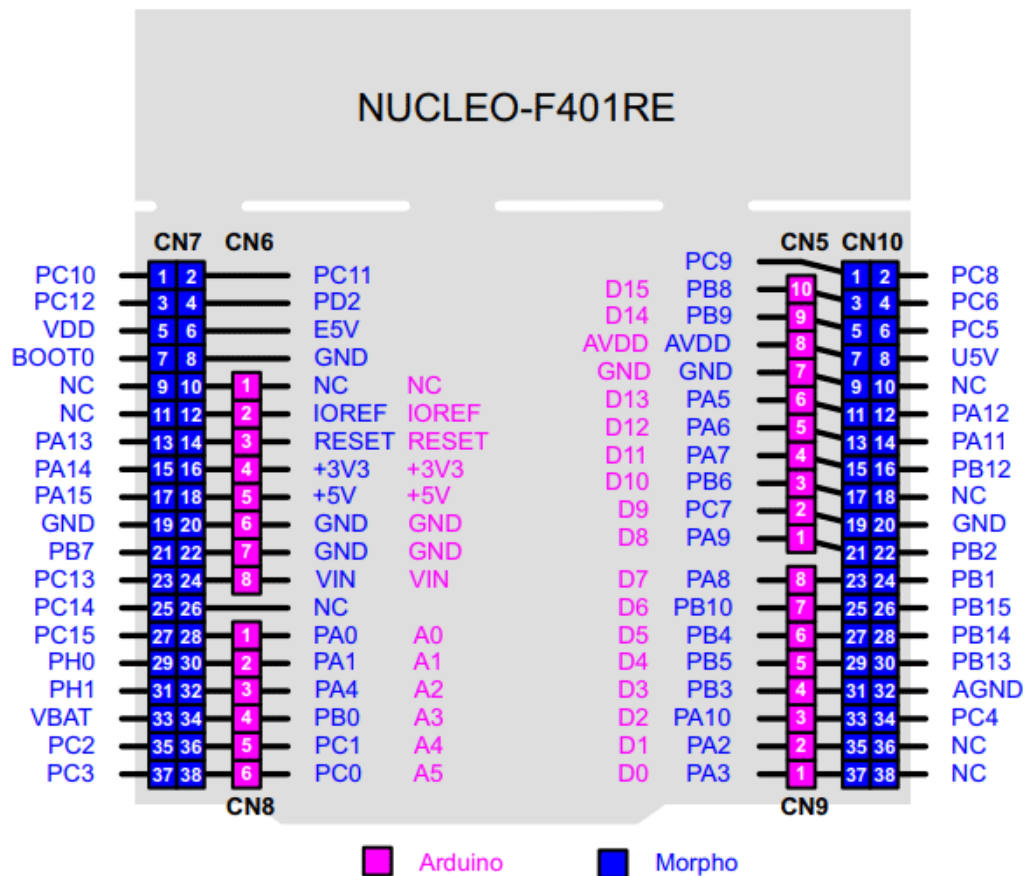 NUCLEO-F401RE
CN7 CN6 CN5 CN10
PC9
PC10 1 2 PC11 1 2 PC8
D15 PB8 10
PC12 3 4 PD2 3 4 PC6
D14 PB9 9
VDD 5 6 E5V 5 6 PC5
AVDD AVDD 8
BOOT0 7 8 GND 7 8 U5V
GND GND 7
NC 9 10 1 NC NC 9 10 NC
D13 PA5 6
NC 11 12 2 IOREF IOREF 11 12 PA12
D12 PA6 5
PA13 13 14 3 RESET RESET 13 14 PA11
D11 PA7 4
PA14 15 16 4 +3V3 +3V3 15 16 PB12
D10 PB6 3
PA15 17 18 5 +5V +5V 17 18 NC
D9 PC7 2
GND 19 20 6 GND GND 19 20 GND
D8 PA9 1
PB7 21 22 7 GND GND 21 22 PB2
PC13 23 24 8 VIN VIN D7 PA8 8 23 24 PB1
PC14 25 26 NC D6 PB10 7 25 26 PB15
PC15 27 28 1 PA0 A0 D5 PB4 6 27 28 PB14
PH0 29 30 2 PA1 A1 D4 PB5 5 29 30 PB13
PH1 31 32 3 PA4 A2 D3 PB3 4 31 32 AGND
VBAT 33 34 4 PB0 A3 D2 PA10 3 33 34 PC4
PC2 35 36 5 PC1 A4 D1 PA2 2 35 36 NC
PC3 37 38 6 PC0 A5 D0 PA3 1 37 38 NC
CN8 CN9
Arduino Morpho